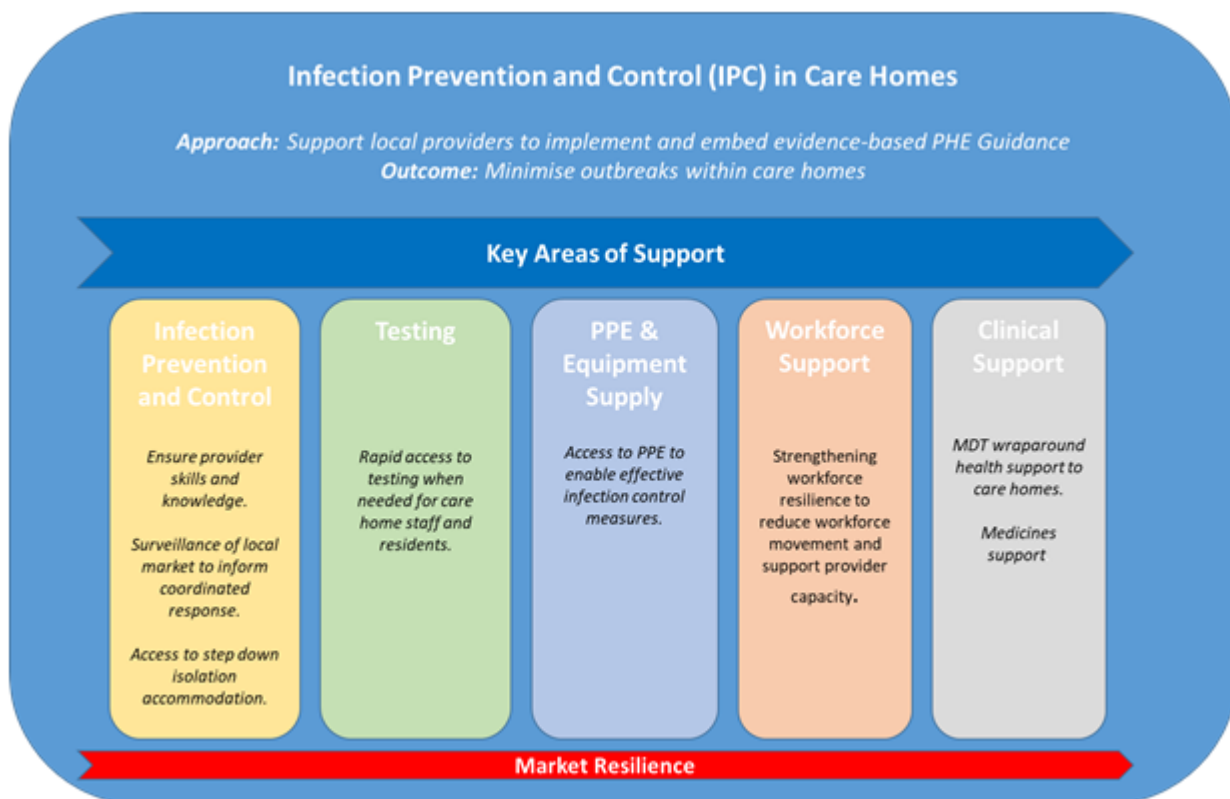 Infection Prevention and Control (IPC) in Care Homes
Approach: Support local providers to implement and embed evidence-based PHE Guidance
Outcome: Minimise outbreaks within care homes
Key Areas of Support
Infection
Prevention
and Control
Ensure provider
skills and
knowledge.
Surveillance of local
market to inform
coordinated
response.
Access to step down
isolation
accommodation.
Testing
Rapid access to
testing when
needed for care
home staff and
residents.
PPE &
Equipment
Supply
Access to PPE to
enable effective
infection control
measures.
Workforce
Support
Strengthening
workforce
resilience to
reduce workforce
movement and
support provider
capacity.
Clinical
Support
MDT wraparound
health support to
care homes.
Medicines
support
Market Resilience